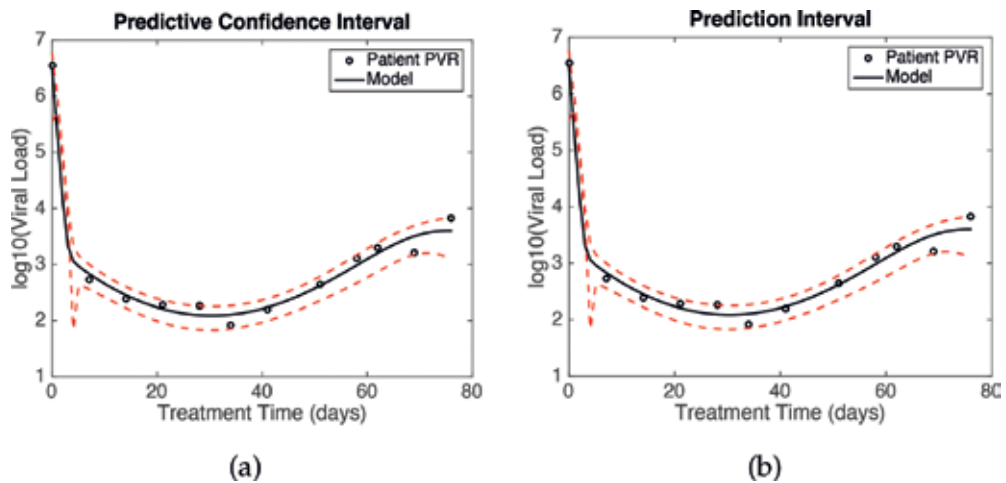 Predictive Confidence Interval
7
6
5
4
3
2
1
log10(Viral Load)
Patient PVR
Model
0
20
40
60
80
Treatment Time (days)
(a)
Prediction Interval
7
6
5
4
3
2
1
log10(Viral Load)
Patient PVR
Model
0
20
40
60
80
Treatment Time (days)
(b)